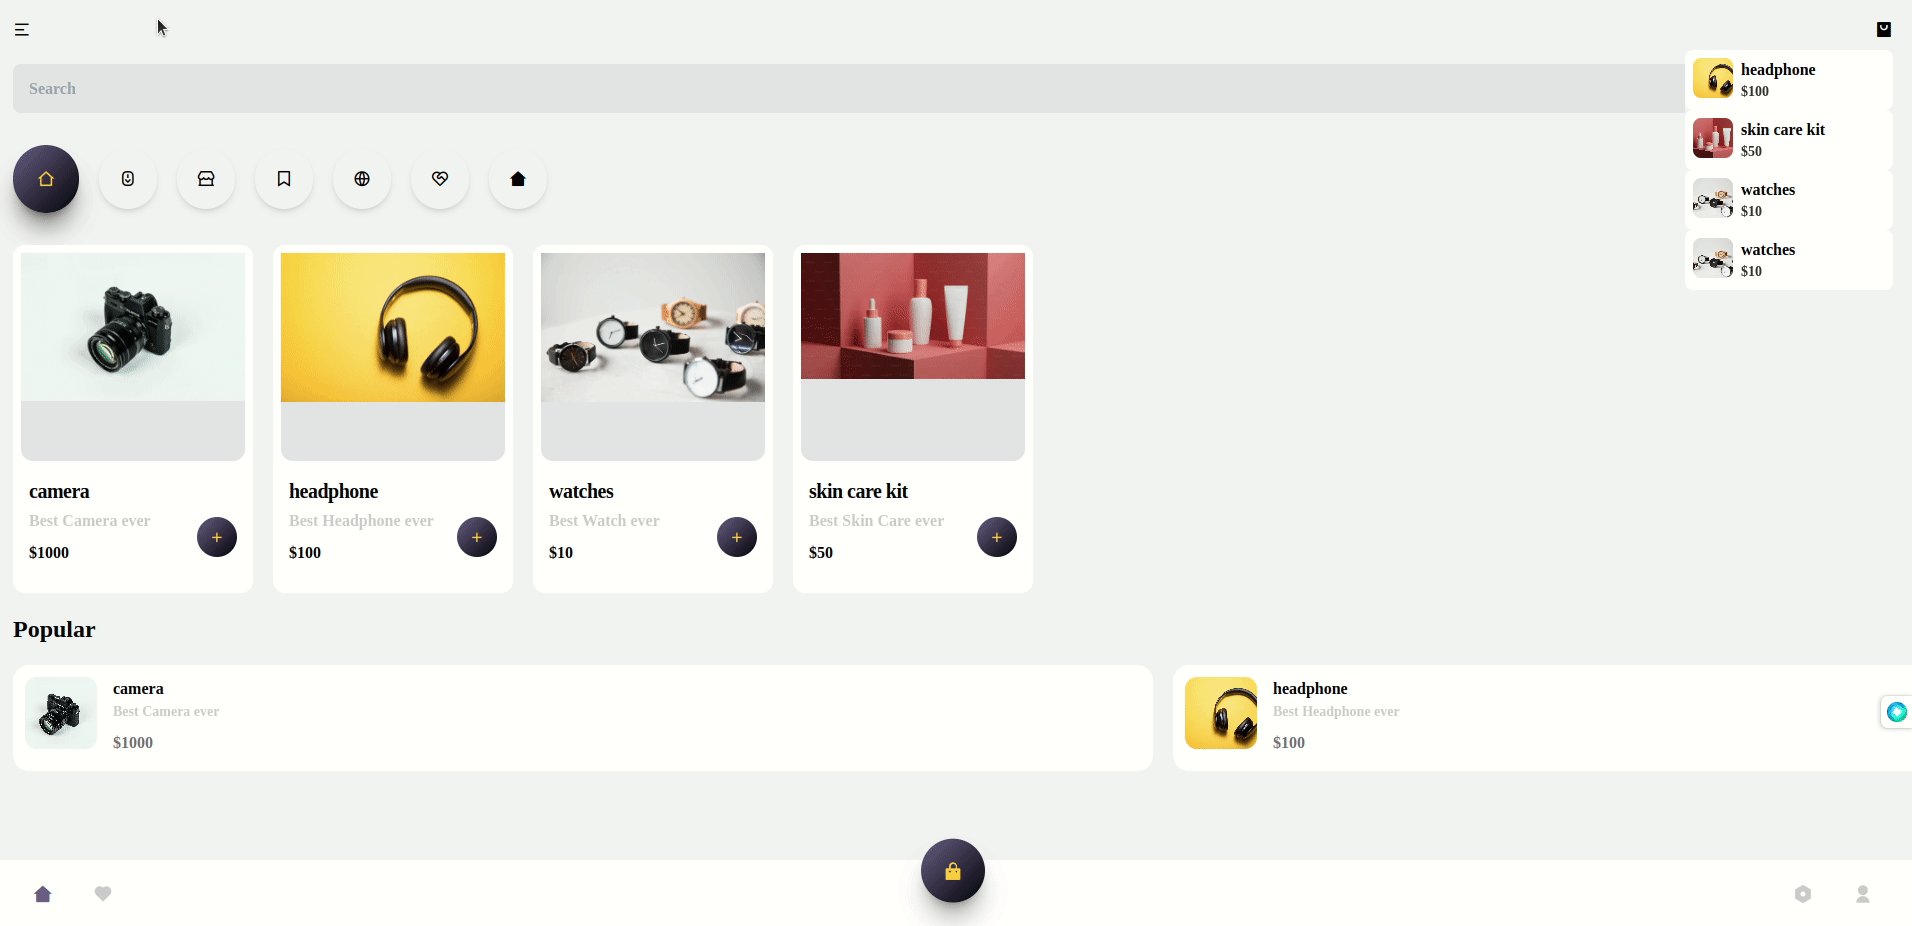 Search
headphone
$100
skin care kit
$50
watches
$10
watches
$10
camera
Best Camera ever
$1000
headphone
Best Headphone ever
$100
watches
Best Watch ever
$10
skin care kit
Best Skin Care ever
$50
Popular
camera
Best Camera ever
$1000
headphone
Best Headphone ever
$100